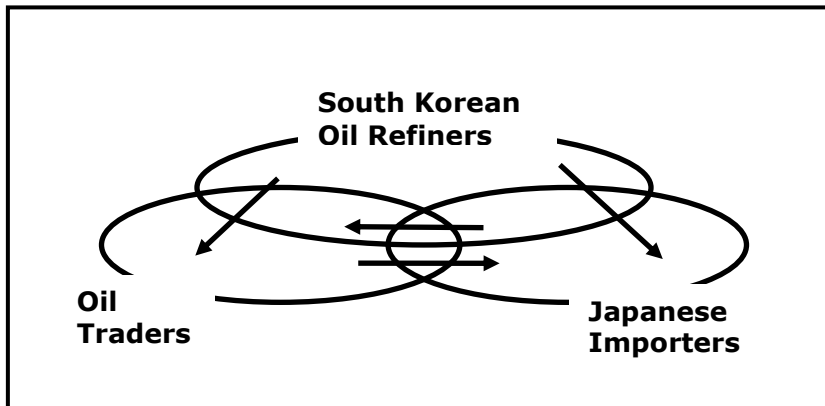 South Korean
Oil Refiners
Oil
Traders
Japanese
Importers